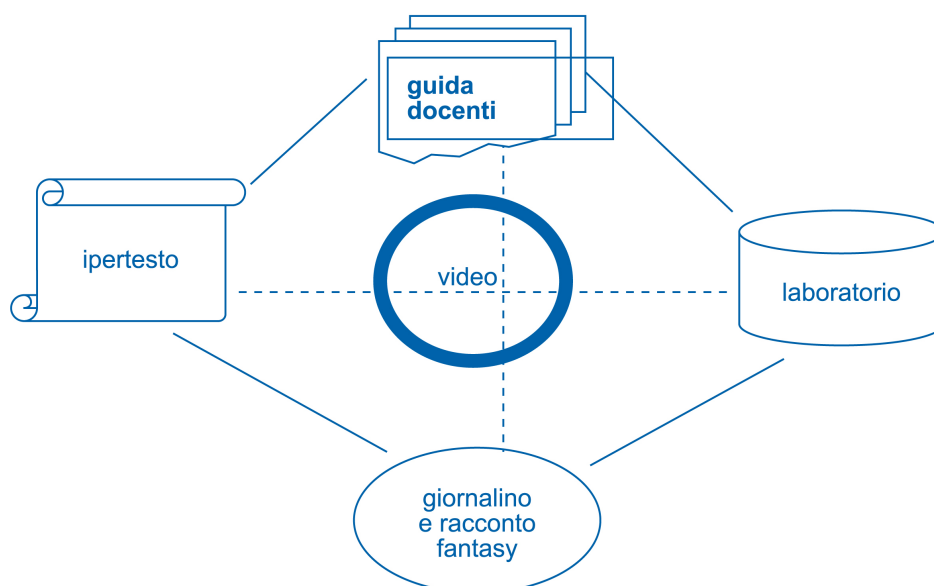 guida
docenti
ipertesto
video
laboratorio
giornalino
e racconto
fantasy